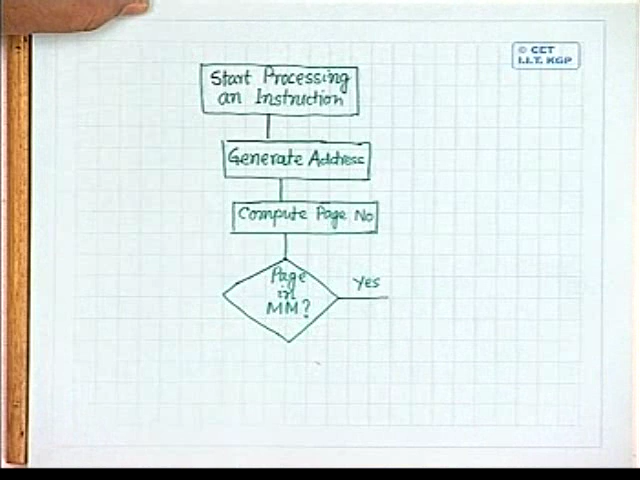 © CET
I.I.T. KGP
Start Processing
an Instruction
Generate Address
Compute Page No
Page
in
MM?
Yes